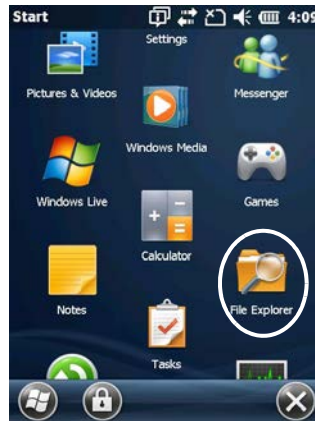 Start 4:09
Settings
Pictures & Videos Messenger
Windows Media
Windows Live Games
Calculator
Notes File Explorer
Tasks